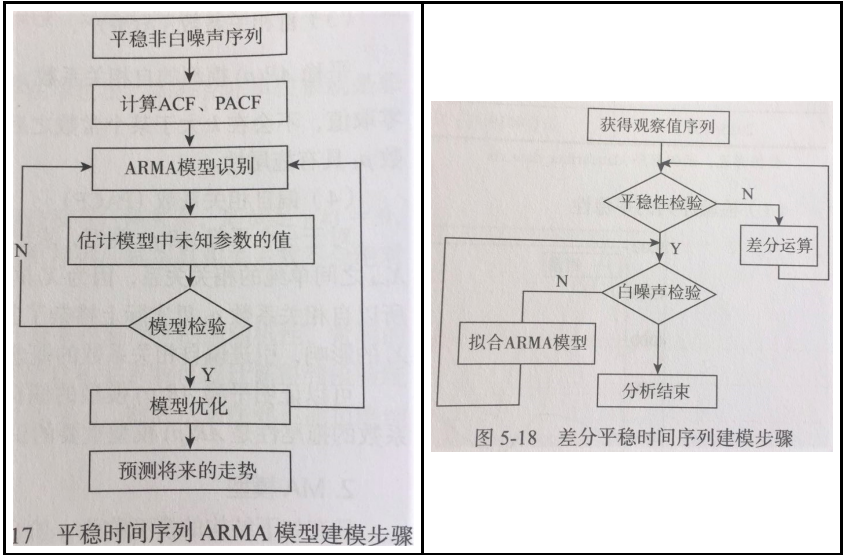 平稳非白噪声序列
计算ACF、PACF
ARMA模型识别
估计模型中未知参数的值
N
模型检验
Y
模型优化
预测将来的走势
17 平稳时间序列 ARMA 模型建模步骤
获得观察值序列
平稳性检验
N
差分运算
Y
N
白噪声检验
拟合ARMA模型
分析结束
图 5-18 差分平稳时间序列建模步骤